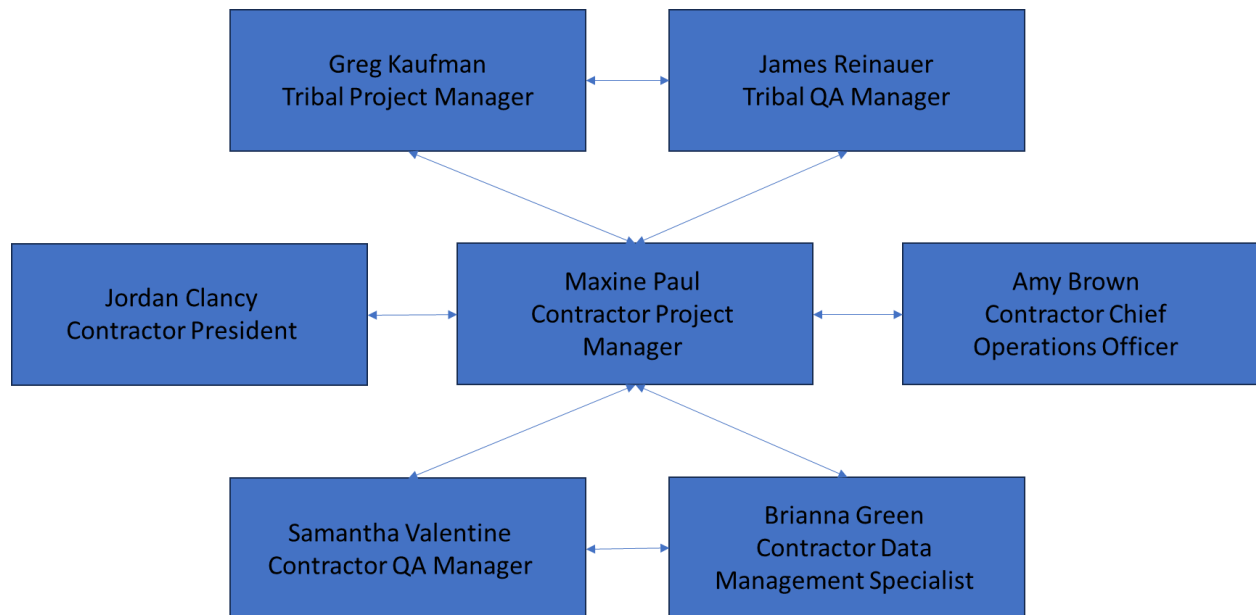 Greg Kaufman
Tribal Project Manager
James Reinauer
Tribal QA Manager
Jordan Clancy
Contractor President
Maxine Paul
Contractor Project
Manager
Amy Brown
Contractor Chief
Operations Officer
Samantha Valentine
Contractor QA Manager
Brianna Green
Contractor Data
Management Specialist